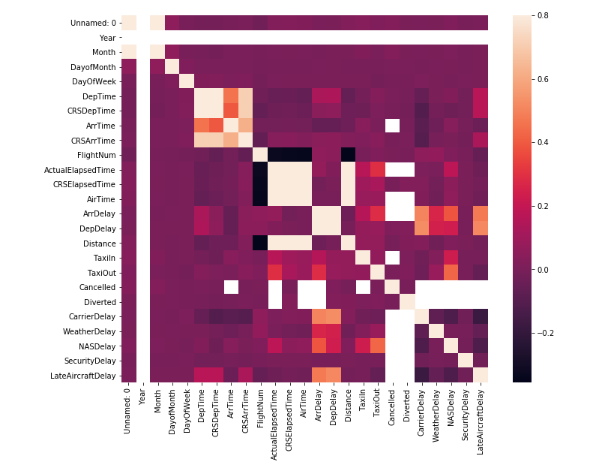 Unnamed: 0
Year
Month
DayofMonth
DayOfWeek
DepTime
CRSDepTime
ArrTime
CRSArrTime
FlightNum
ActualElapsedTime
CRSElapsedTime
AirTime
ArrDelay
DepDelay
Distance
TaxiIn
TaxiOut
Cancelled
Diverted
CarrierDelay
WeatherDelay
NASDelay
SecurityDelay
LateAircraftDelay
Unnamed: 0
Year
Month
DayofMonth
DayOfWeek
DepTime
CRSDepTime
ArrTime
CRSArrTime
FlightNum
ActualElapsedTime
CRSElapsedTime
AirTime
ArrDelay
DepDelay
Distance
TaxiIn
TaxiOut
Cancelled
Diverted
CarrierDelay
WeatherDelay
NASDelay
SecurityDelay
LateAircraftDelay
0.8
0.6
0.4
0.2
0.0
−0.2